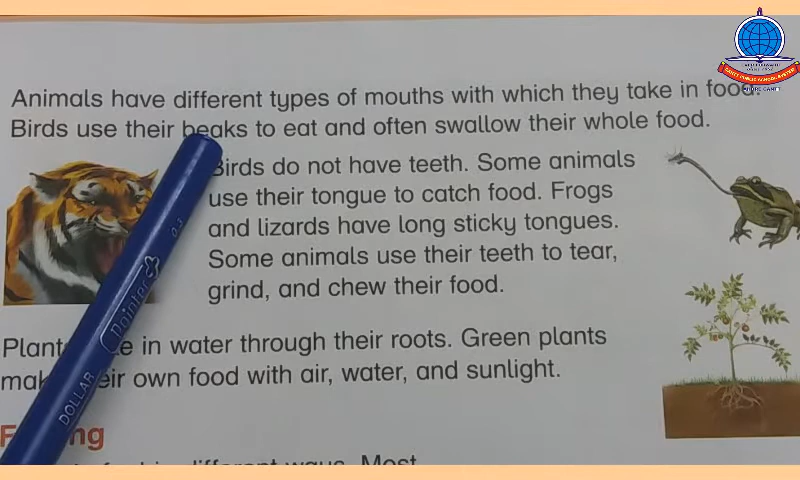 Animals have different types of mouths with which they take in food.
Birds use their beaks to eat and often swallow their whole food.
Birds do not have teeth. Some animals
use their tongue to catch food. Frogs
and lizards have long sticky tongues.
Some animals use their teeth to tear,
grind, and chew their food.
in water through their roots. Green plants
own food with air, water, and sunlight.
DOLLAR Pointer 0.3